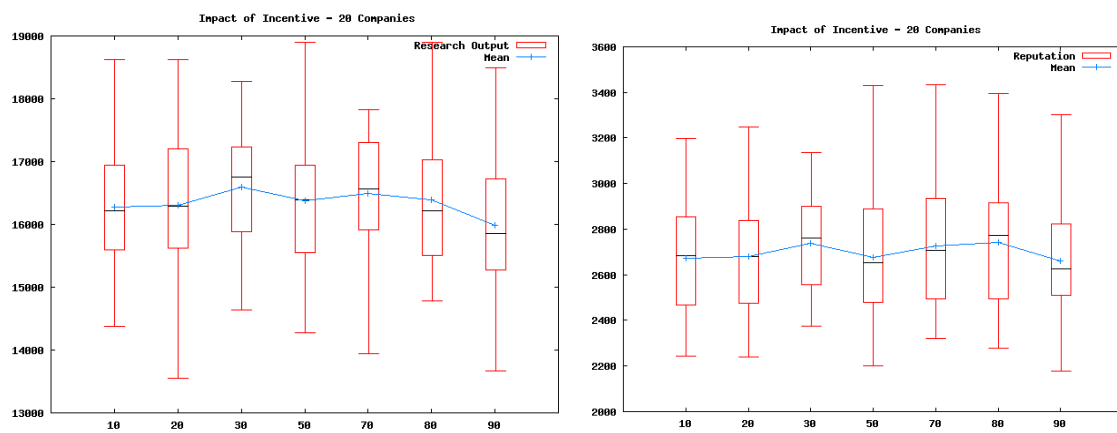 Impact of Incentive - 20 Companies
19000
18000
17000
16000
15000
14000
13000
Research Output
Mean
10 20 30 50 70 80 90
Impact of Incentive - 20 Companies
3600
3400
3200
3000
2800
2600
2400
2200
2000
Reputation
Mean
10 20 30 50 70 80 90